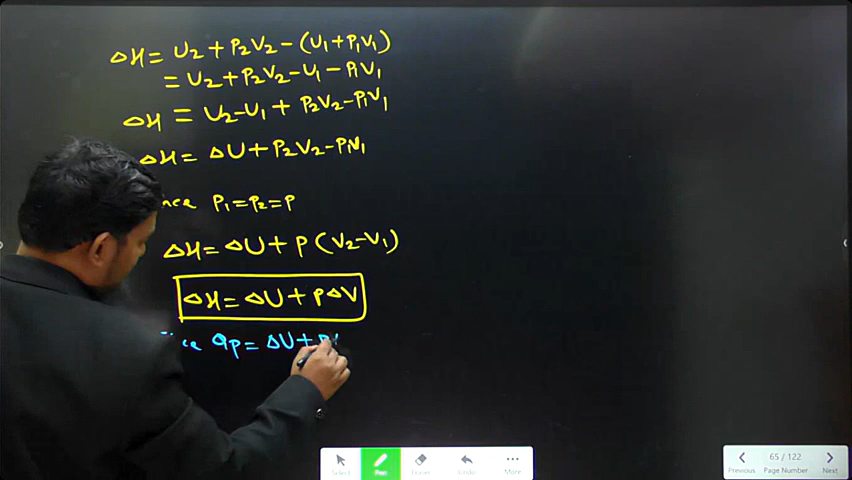 ΔH = U2 + P2V2 - (U1 + P1V1)
= U2 + P2V2 - U1 - P1V1
ΔH = U2 - U1 + P2V2 - P1V1
ΔH = ΔU + P2V2 - P1V1
P1 = P2 = P
ΔH = ΔU + P (V2 - V1)
ΔH = ΔU + PΔV
qp = ΔU + P
Select
Pen
Eraser
Undo
More
Previous
65 / 122
Page Number
Next